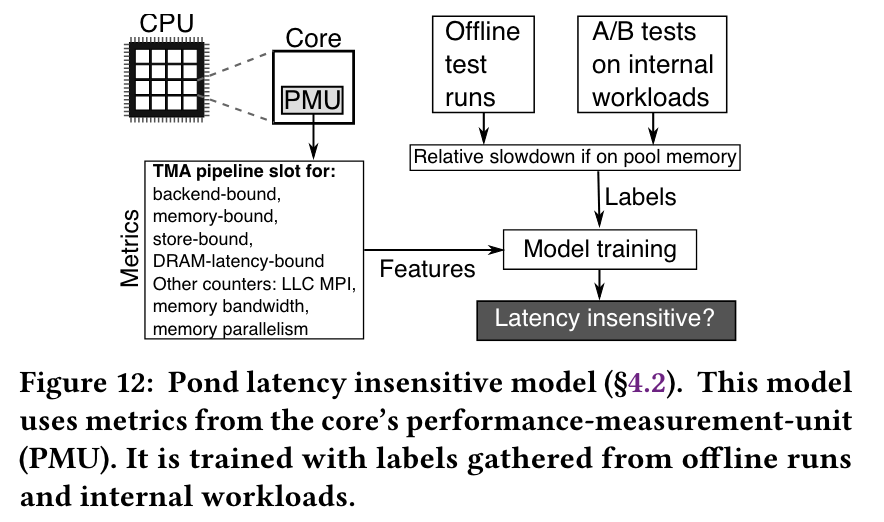 CPU
Core
PMU
Offline
test
runs
A/B tests
on internal
workloads
Relative slowdown if on pool memory
Labels
Metrics
TMA pipeline slot for:
backend-bound,
memory-bound,
store-bound,
DRAM-latency-bound
Other counters: LLC MPI,
memory bandwidth,
memory parallelism
Features
Model training
Latency insensitive?
Figure 12: Pond latency insensitive model (§4.2). This model
uses metrics from the core’s performance-measurement-unit
(PMU). It is trained with labels gathered from offline runs
and internal workloads.